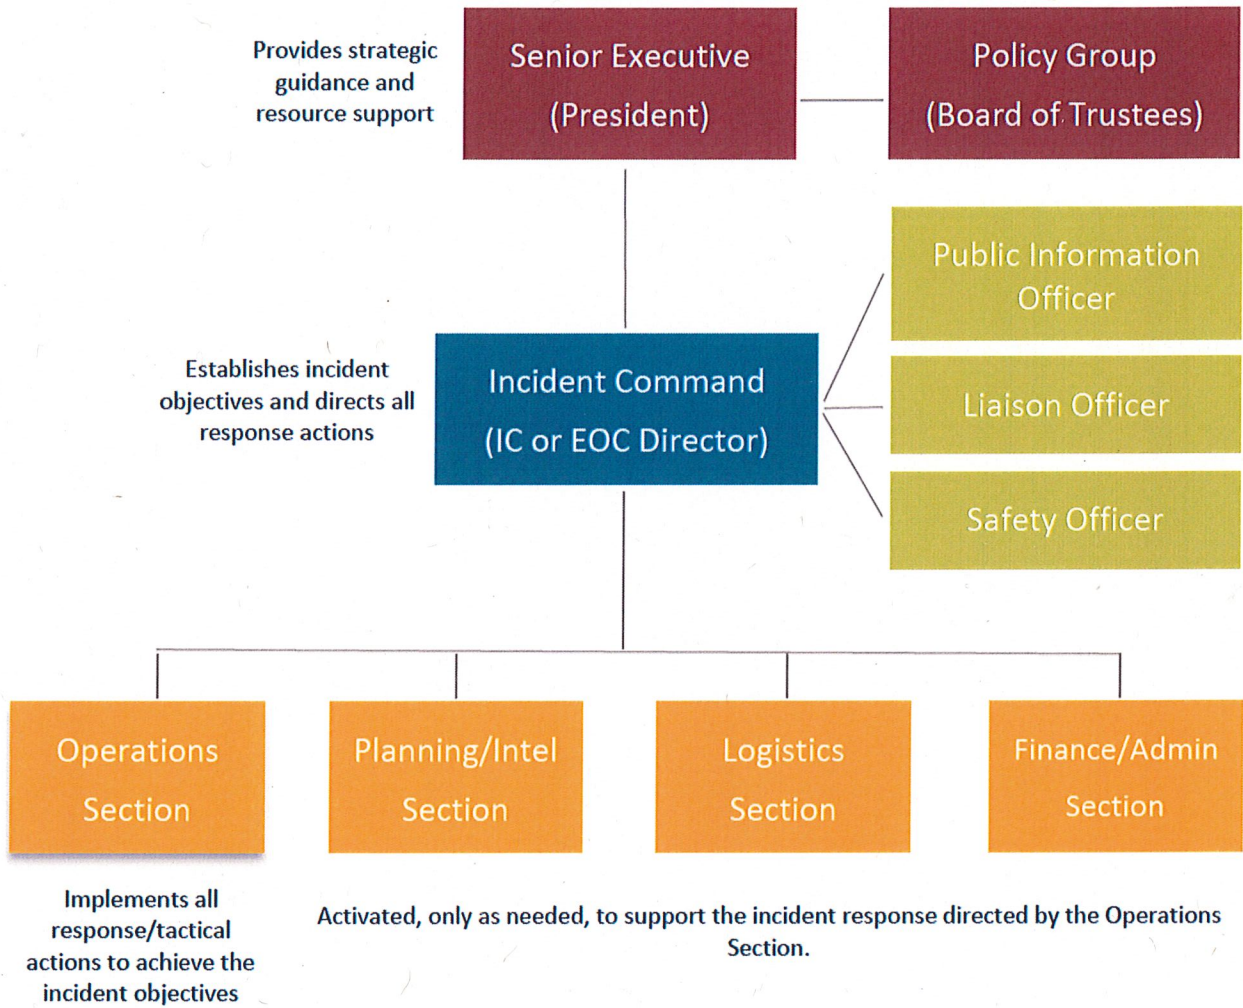 Provides strategic
guidance and
resource support
Senior Executive
(President)
Policy Group
(Board of Trustees)
Public Information
Officer
Establishes incident
objectives and directs all
response actions
Incident Command
(IC or EOC Director)
Liaison Officer
Safety Officer
Operations
Section
Planning/Intel
Section
Logistics
Section
Finance/Admin
Section
Implements all
response/tactical
actions to achieve the
incident objectives
Activated, only as needed, to support the incident response directed by the Operations
Section.